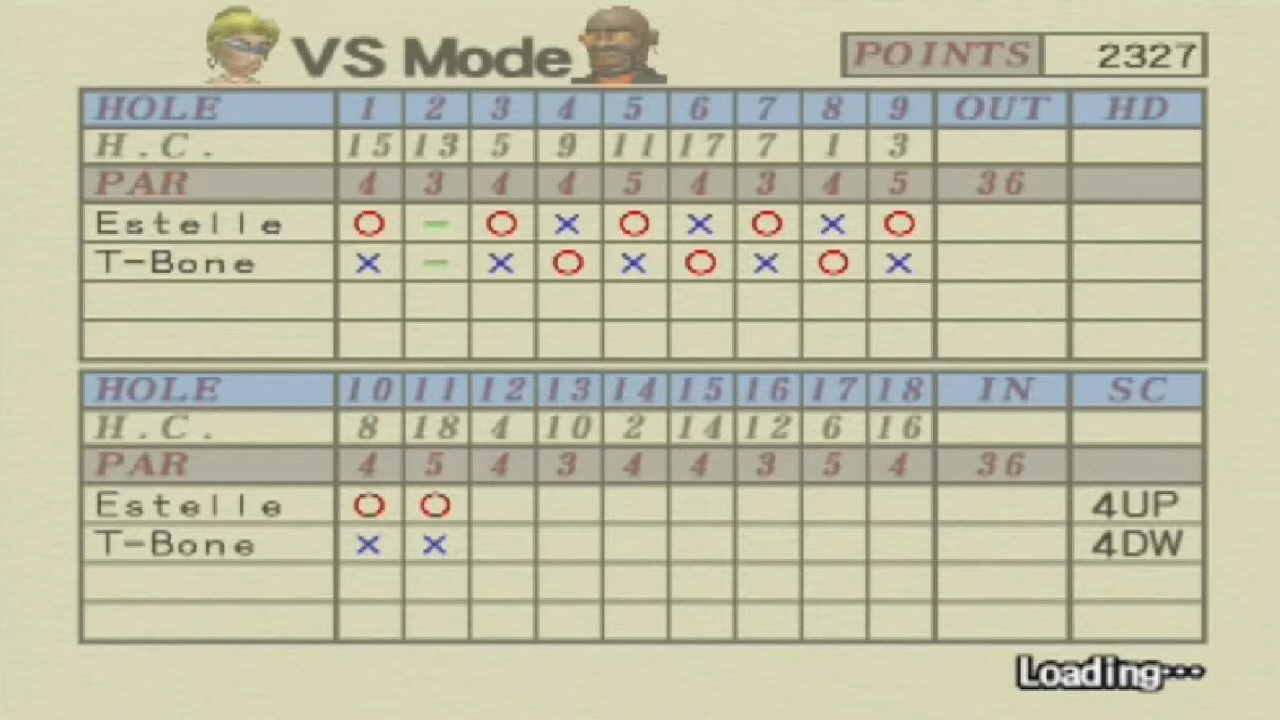 VS Mode POINTS 2327
HOLE 1 2 3 4 5 6 7 8 9 OUT HD
H.C. 15 13 5 9 11 17 7 1 3
PAR 4 3 4 4 5 4 3 4 5 36
Estelle ○ − ○ × ○ × ○ × ○
T-Bone × − × ○ × ○ × ○ ×
HOLE 10 11 12 13 14 15 16 17 18 IN SC
H.C. 8 18 4 10 2 14 12 6 16
PAR 4 5 4 3 4 4 3 5 4 36
Estelle ○ ○ 4UP
T-Bone × × 4DW
Loading···